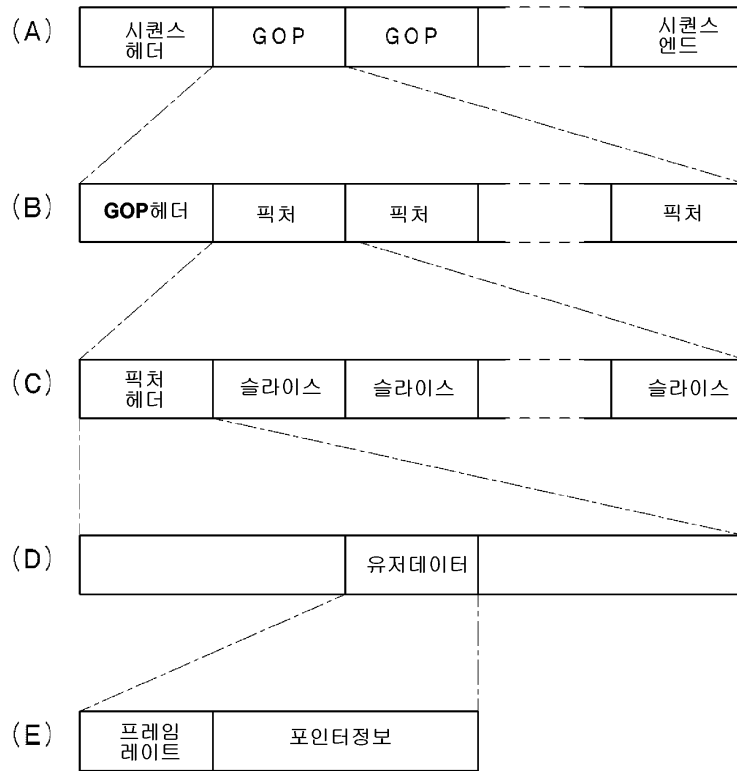 (A) 시퀀스 헤더 GOP GOP 시퀀스 엔드
(B) GOP헤더 픽처 픽처 픽처
(C) 픽처 헤더 슬라이스 슬라이스 슬라이스
(D) 유저데이터
(E) 프레임 레이트 포인터정보